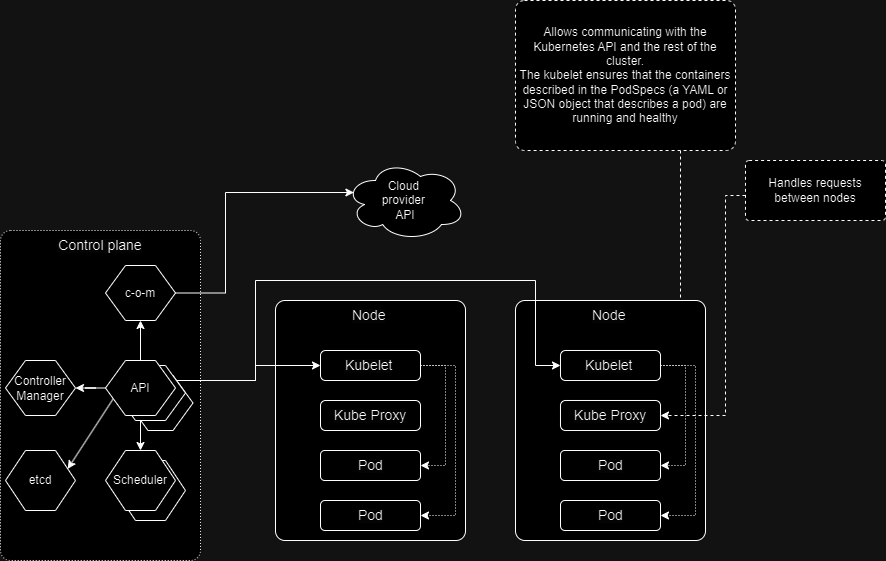 Allows communicating with the
Kubernetes API and the rest of the
cluster.
The kubelet ensures that the containers
described in the PodSpecs (a YAML or
JSON object that describes a pod) are
running and healthy
Handles requests
between nodes
Cloud
provider
API
Control plane
c-o-m
Controller
Manager
API
etcd
Scheduler
Node
Kubelet
Kube Proxy
Pod
Pod
Node
Kubelet
Kube Proxy
Pod
Pod